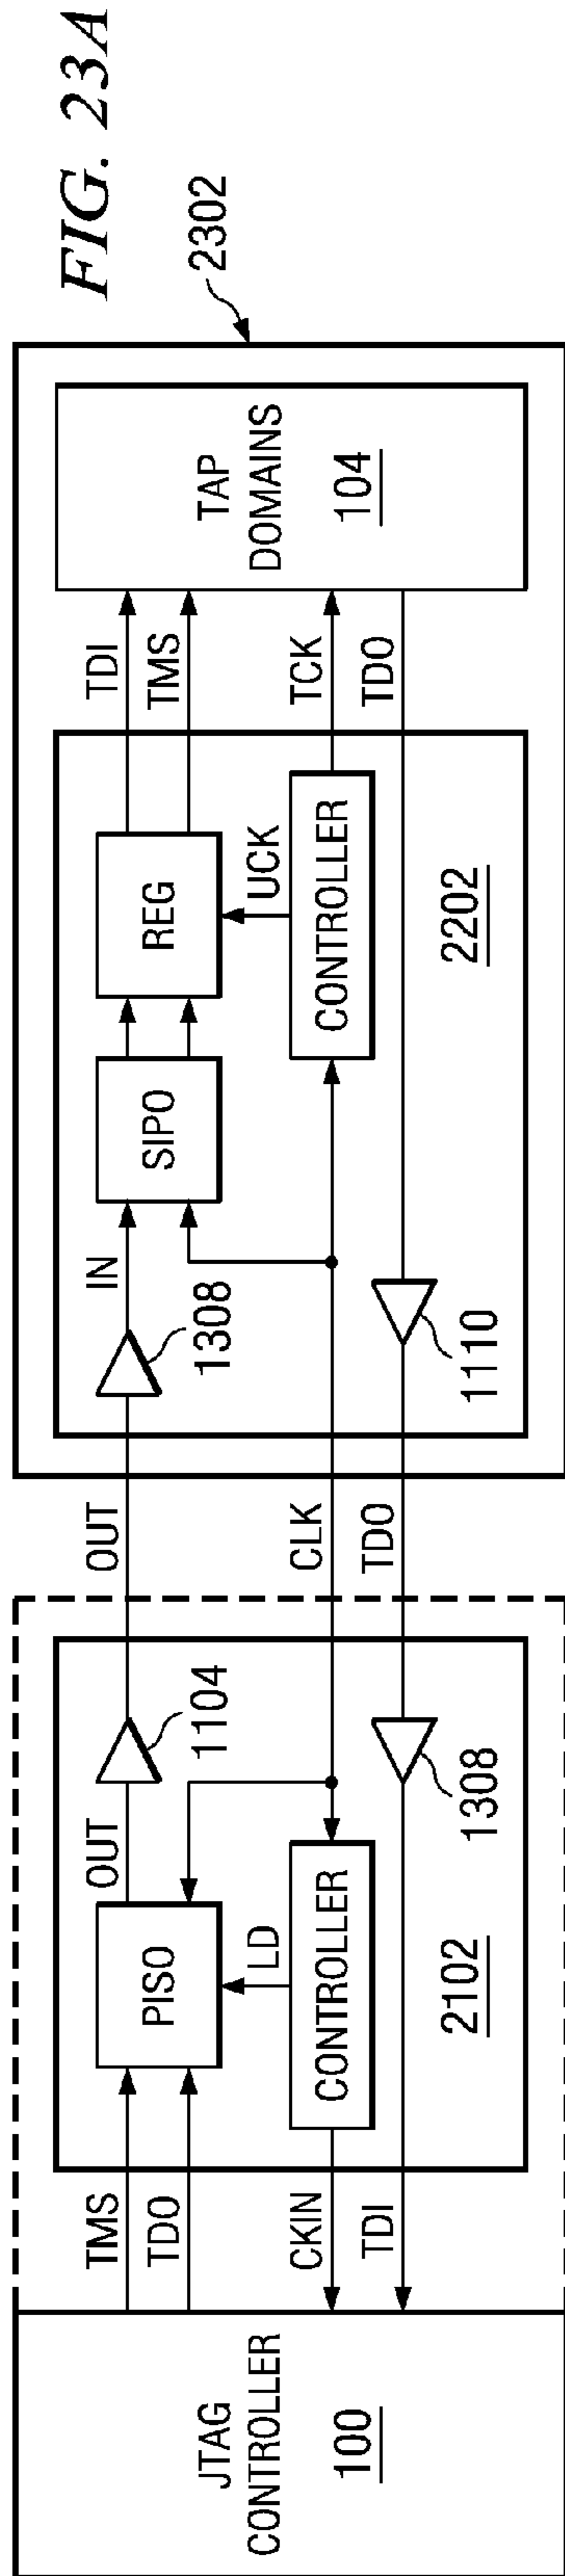 FIG. 23A
JTAG
CONTROLLER
100
TMS
TDO
CKIN
TDI
PISO
LD
CONTROLLER
2102
OUT
1104
1308
OUT
CLK
TDO
1308
IN
SIPO
REG
UCK
CONTROLLER
1110
2202
TDI
TMS
TCK
TDO
TAP
DOMAINS
104
2302